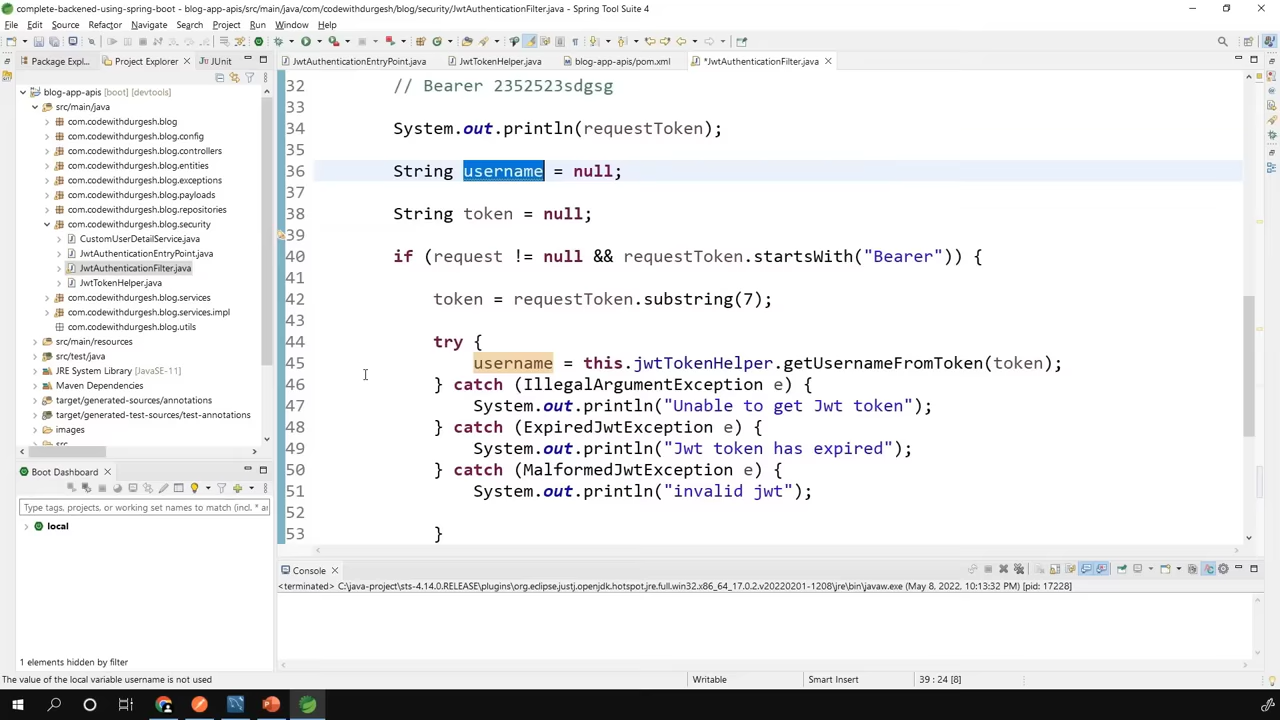 complete-backened-using-spring-boot - blog-app-apis/src/main/java/com/codewithdurgesh/blog/security/JwtAuthenticationFilter.java - Spring Tool Suite 4
File Edit Source Refactor Navigate Search Project Run Window Help
Package Expl... Project Explorer JUnit
JwtAuthenticationEntryPoint.java JwtTokenHelper.java blog-app-apis/pom.xml *JwtAuthenticationFilter.java
blog-app-apis [boot] [devtools]
src/main/java
com.codewithdurgesh.blog
com.codewithdurgesh.blog.config
com.codewithdurgesh.blog.controllers
com.codewithdurgesh.blog.entities
com.codewithdurgesh.blog.exceptions
com.codewithdurgesh.blog.payloads
com.codewithdurgesh.blog.repositories
com.codewithdurgesh.blog.security
CustomUserDetailService.java
JwtAuthenticationEntryPoint.java
JwtAuthenticationFilter.java
JwtTokenHelper.java
com.codewithdurgesh.blog.services
com.codewithdurgesh.blog.services.impl
com.codewithdurgesh.blog.utils
src/main/resources
src/test/java
JRE System Library [JavaSE-11]
Maven Dependencies
target/generated-sources/annotations
target/generated-test-sources/test-annotations
images
src
32 // Bearer 2352523sdgsg
33
34 System.out.println(requestToken);
35
36 String username = null;
37
38 String token = null;
39
40 if (request != null && requestToken.startsWith("Bearer")) {
41
42 token = requestToken.substring(7);
43
44 try {
45 username = this.jwtTokenHelper.getUsernameFromToken(token);
46 } catch (IllegalArgumentException e) {
47 System.out.println("Unable to get Jwt token");
48 } catch (ExpiredJwtException e) {
49 System.out.println("Jwt token has expired");
50 } catch (MalformedJwtException e) {
51 System.out.println("invalid jwt");
52
53 }
Boot Dashboard
Type tags, projects, or working set names to match (incl. * an
local
1 elements hidden by filter
Console
<terminated> C:\java-project\sts-4.14.0.RELEASE\plugins\org.eclipse.justj.openjdk.hotspot.jre.full.win32.x86_64_17.0.2.v20220201-1208\jre\bin\javaw.exe (May 8, 2022, 10:13:32 PM) [pid: 17228]
The value of the local variable username is not used Writable Smart Insert 39 : 24 [8]